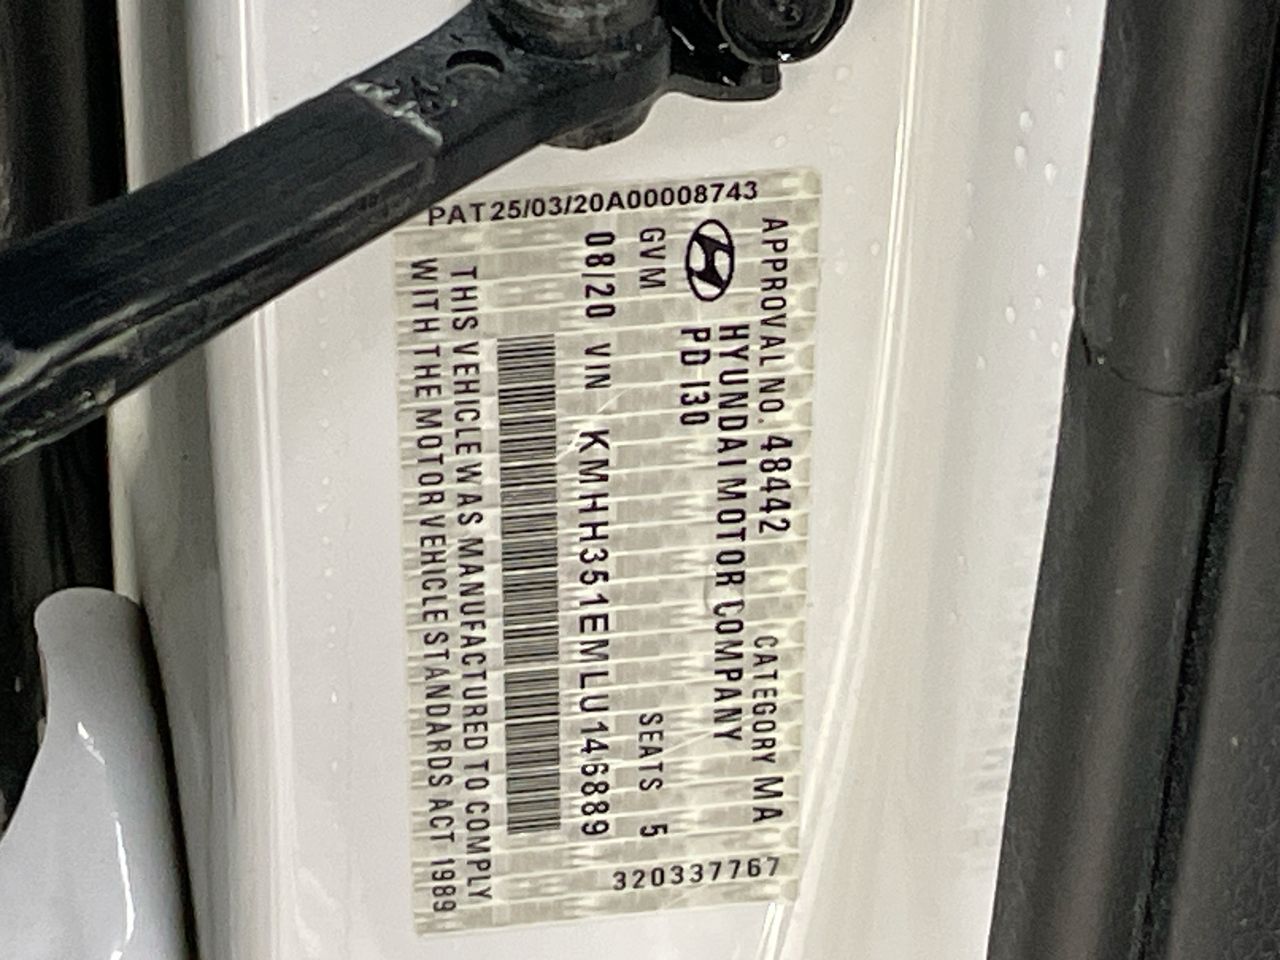 PAT25/03/20A00008743
APPROVAL NO. 48442 CATEGORY MA
HYUNDAI MOTOR COMPANY
PD I30
GVM SEATS 5
08/20 VIN KMHH351EMLU146889
THIS VEHICLE WAS MANUFACTURED TO COMPLY
WITH THE MOTOR VEHICLE STANDARDS ACT 1989
320337767